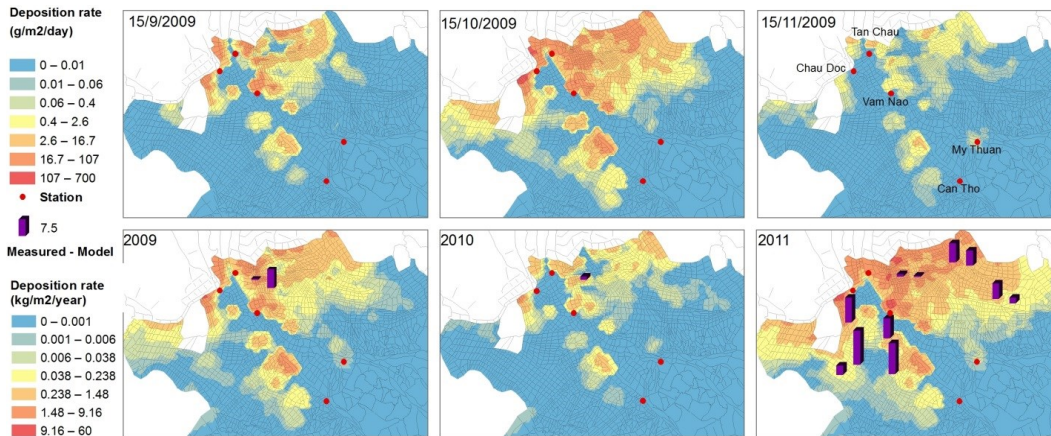 Deposition rate
(g/m2/day)
0 – 0.01
0.01 – 0.06
0.06 – 0.4
0.4 – 2.6
2.6 – 16.7
16.7 – 107
107 – 700
Station
7.5
Measured - Model
Deposition rate
(kg/m2/year)
0 – 0.001
0.001 – 0.006
0.006 – 0.038
0.038 – 0.238
0.238 – 1.48
1.48 – 9.16
9.16 – 60
15/9/2009
15/10/2009
15/11/2009
Tan Chau
Chau Doc
Vam Nao
My Thuan
Can Tho
2009
2010
2011